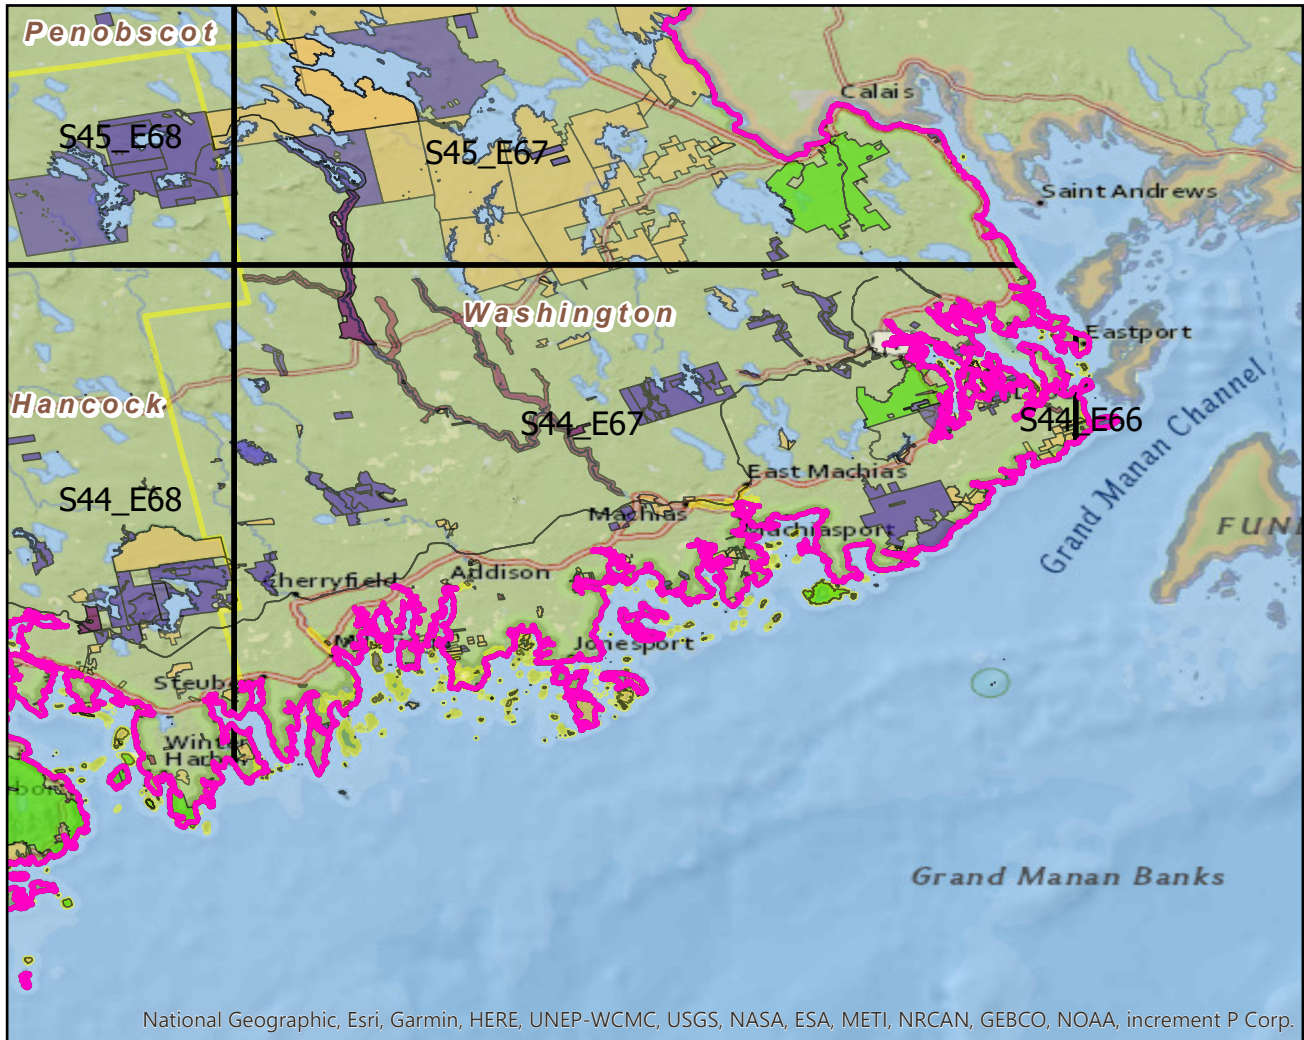 Penobscot
Calais
S45_E68
S45_E67
Saint Andrews
Washington
Eastport
Hancock
S44_E67
S44_E66
Grand Manan Channel
East Machias
S44_E68
Machias
Machiasport
FUN
Cherryfield
Addison
Jonesport
Steub
Winter
Harb
Grand Manan Banks
National Geographic, Esri, Garmin, HERE, UNEP-WCMC, USGS, NASA, ESA, METI, NRCAN, GEBCO, NOAA, increment P Corp.